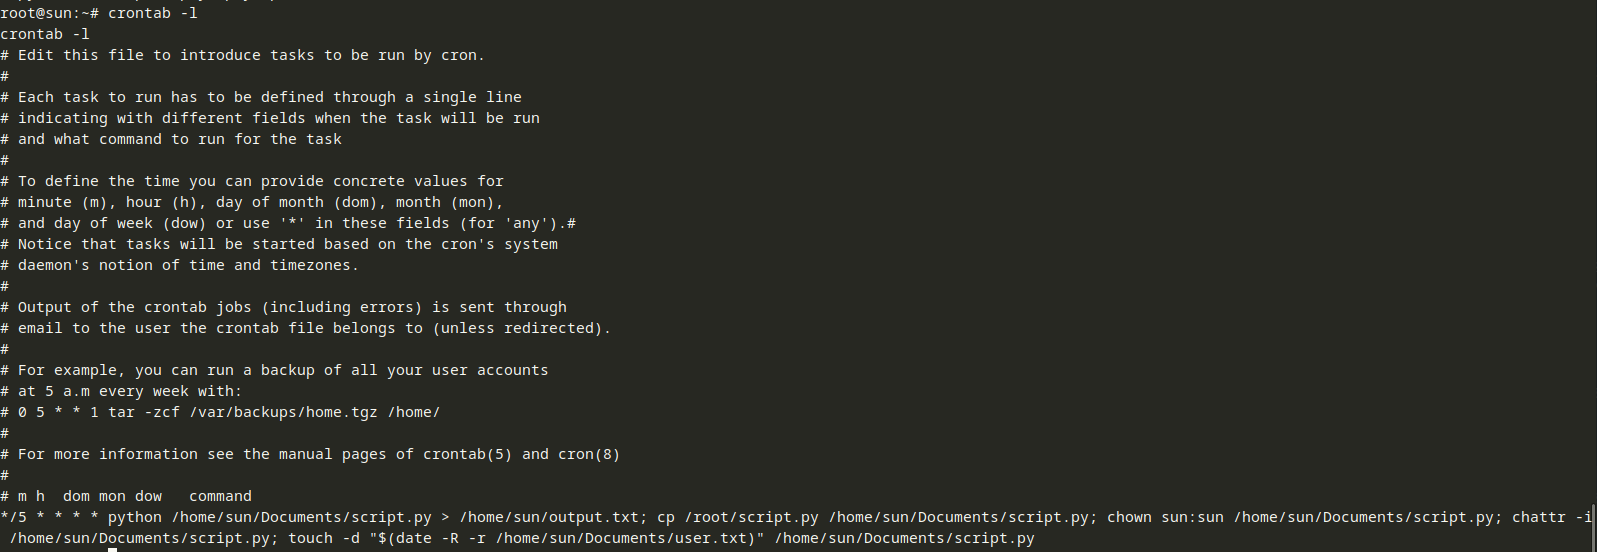 root@sun:~# crontab -l
crontab -l
# Edit this file to introduce tasks to be run by cron.
#
# Each task to run has to be defined through a single line
# indicating with different fields when the task will be run
# and what command to run for the task
#
# To define the time you can provide concrete values for
# minute (m), hour (h), day of month (dom), month (mon),
# and day of week (dow) or use '*' in these fields (for 'any').#
# Notice that tasks will be started based on the cron's system
# daemon's notion of time and timezones.
#
# Output of the crontab jobs (including errors) is sent through
# email to the user the crontab file belongs to (unless redirected).
#
# For example, you can run a backup of all your user accounts
# at 5 a.m every week with:
# 0 5 * * 1 tar -zcf /var/backups/home.tgz /home/
#
# For more information see the manual pages of crontab(5) and cron(8)
#
# m h  dom mon dow   command
*/5 * * * * python /home/sun/Documents/script.py > /home/sun/output.txt; cp /root/script.py /home/sun/Documents/script.py; chown sun:sun /home/sun/Documents/script.py; chattr -i
 /home/sun/Documents/script.py; touch -d "$(date -R -r /home/sun/Documents/user.txt)" /home/sun/Documents/script.py